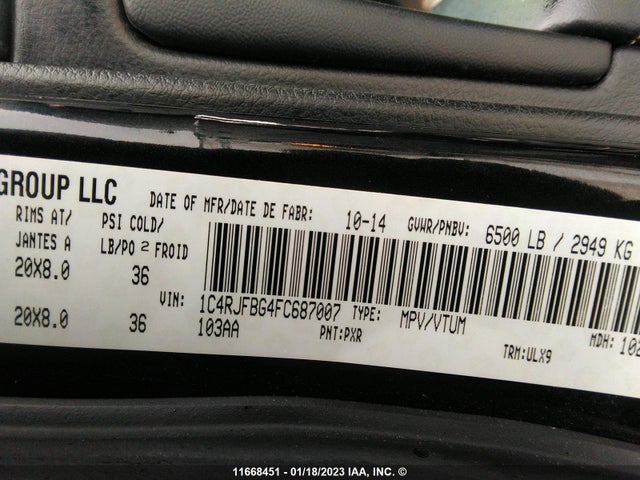 GROUP LLC
DATE OF MFR/DATE DE FABR: 10-14 GVWR/PNBV: 6500 LB / 2949 KG
RIMS AT/ PSI COLD/
JANTES A LB/PO 2 FROID
20X8.0 36
VIN: 1C4RJFBG4FC687007 TYPE: MPV/VTUM
20X8.0 36 103AA PNT:PXR TRM:ULX9 MDH:
11668451 - 01/18/2023 IAA, INC. ©